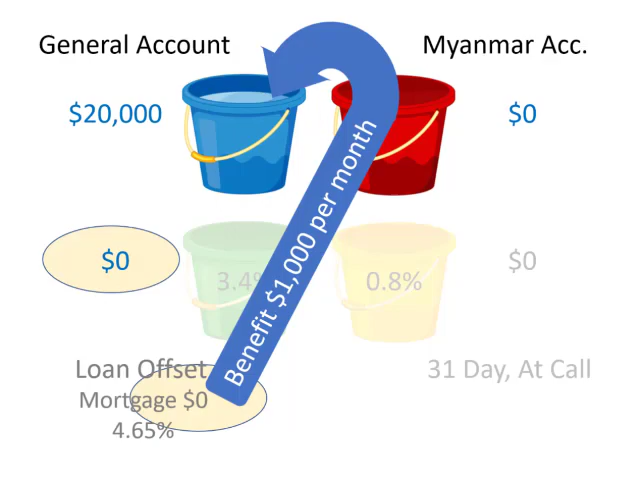 General Account
Myanmar Acc.
$20,000
$0
Benefit $1,000 per month
$0
3.4%
0.8%
$0
Loan Offset
Mortgage $0
4.65%
31 Day, At Call